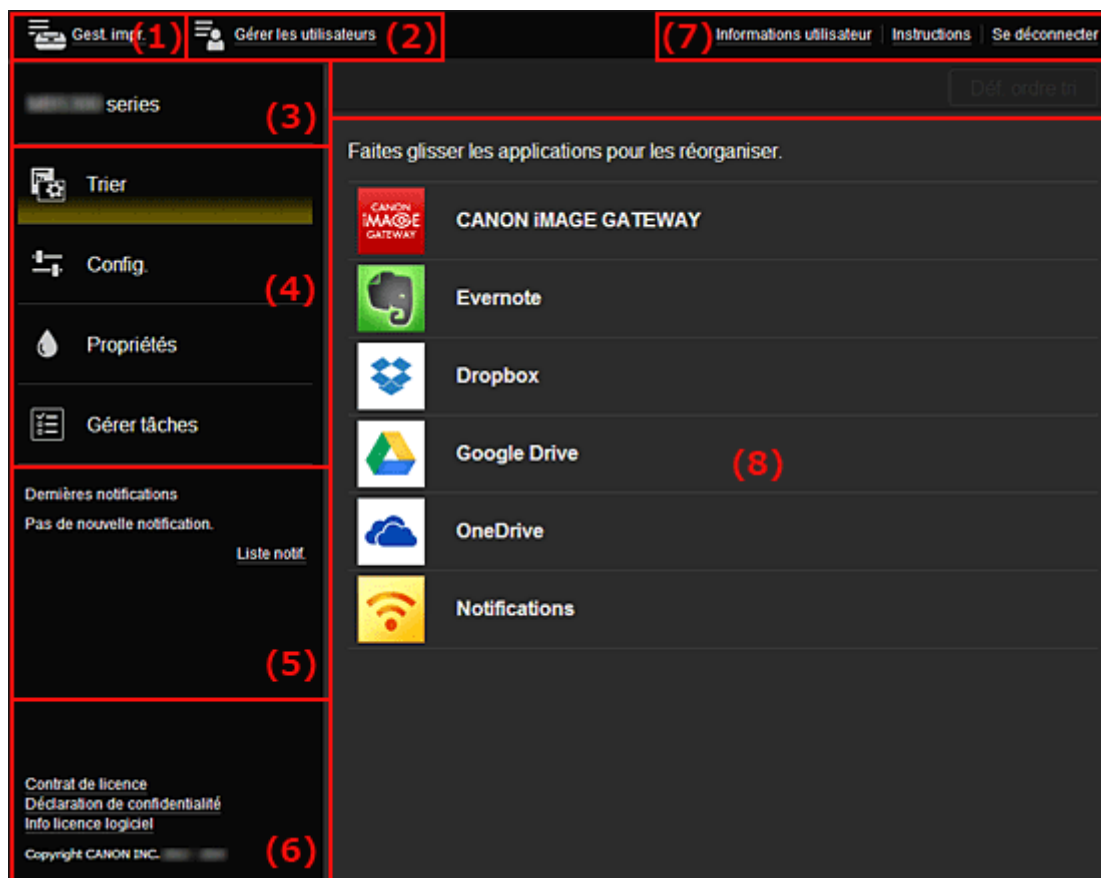 Gest. impr.
(1)
Gérer les utilisateurs
(2)
(7)
Informations utilisateur
Instructions
Se déconnecter
series
(3)
Déf. ordre tri
Trier
Config.
(4)
Propriétés
Gérer tâches
Dernières notifications
Pas de nouvelle notification.
Liste notif.
(5)
Contrat de licence
Déclaration de confidentialité
Info licence logiciel
Copyright CANON INC.
(6)
Faites glisser les applications pour les réorganiser.
CANON
iMAGE
GATEWAY
CANON iMAGE GATEWAY
Evernote
Dropbox
Google Drive
(8)
OneDrive
Notifications